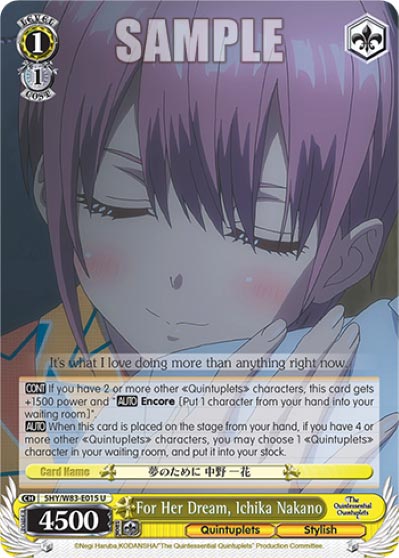 LEVEL
1
1
COST
SAMPLE
It's what I love doing more than anything right now.
CONT If you have 2 or more other «Quintuplets» characters, this card gets
+1500 power and "AUTO Encore [Put 1 character from your hand into your
waiting room]".
AUTO When this card is placed on the stage from your hand, if you have 4 or
more other «Quintuplets» characters, you may choose 1 «Quintuplets»
character in your waiting room, and put it into your stock.
Card Name 夢のために 中野 一花
CH 5HY/W83-E015 U
4500
For Her Dream, Ichika Nakano
The
Quintessential
Quintuplets
Quintuplets Stylish
©Negi Haruba,KODANSHA/"The Quintessential Quintuplets" Production Committee